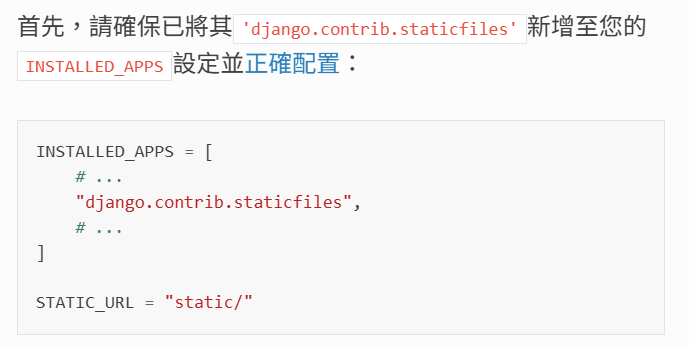 首先，請確保已將其 'django.contrib.staticfiles' 新增至您的
INSTALLED_APPS 設定並正確配置：
INSTALLED_APPS = [
    # ...
    "django.contrib.staticfiles",
    # ...
]
STATIC_URL = "static/"